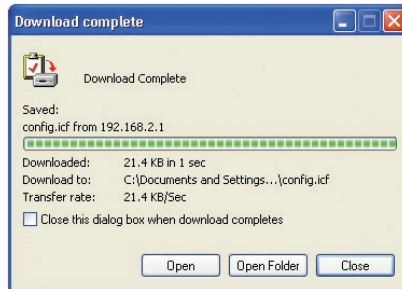 Download complete
Download Complete
Saved:
config.icf from 192.168.2.1
Downloaded: 21.4 KB in 1 sec
Download to: C:\Documents and Settings...\config.icf
Transfer rate: 21.4 KB/Sec
Close this dialog box when download completes
Open Open Folder Close